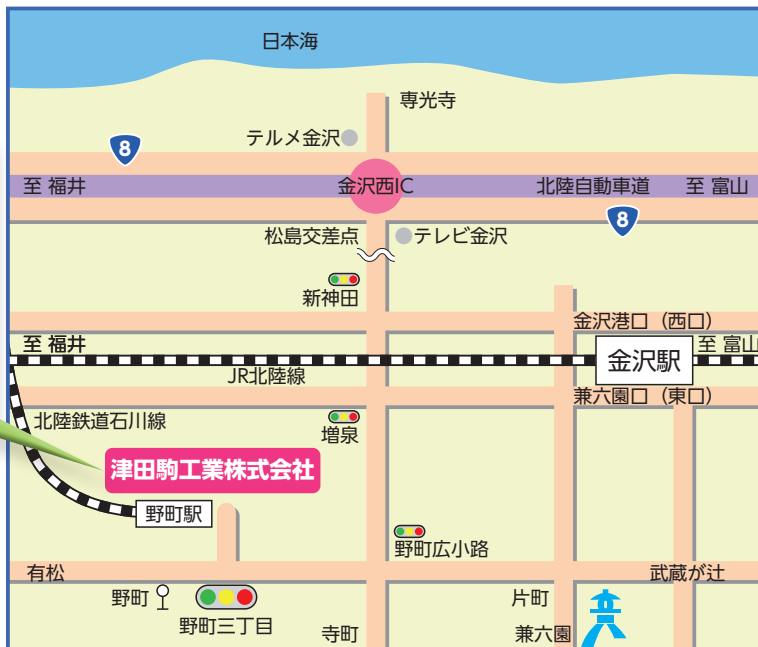 日本海
専光寺
テルメ金沢
8
至 福井
金沢西IC
北陸自動車道
至 富山
8
松島交差点
テレビ金沢
新神田
金沢港口（西口）
至 福井
金沢駅
至 富山
JR北陸線
兼六園口（東口）
北陸鉄道石川線
増泉
津田駒工業株式会社
野町駅
野町広小路
有松
武蔵が辻
野町
野町三丁目
片町
寺町
兼六園